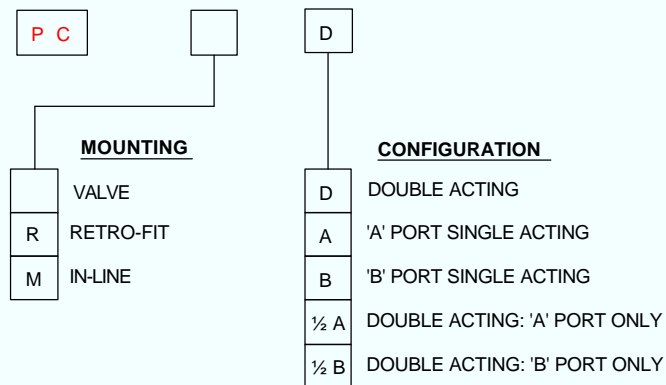 P C D
MOUNTING
CONFIGURATION
VALVE
R RETRO-FIT
M IN-LINE
D DOUBLE ACTING
A 'A' PORT SINGLE ACTING
B 'B' PORT SINGLE ACTING
½ A DOUBLE ACTING: 'A' PORT ONLY
½ B DOUBLE ACTING: 'B' PORT ONLY